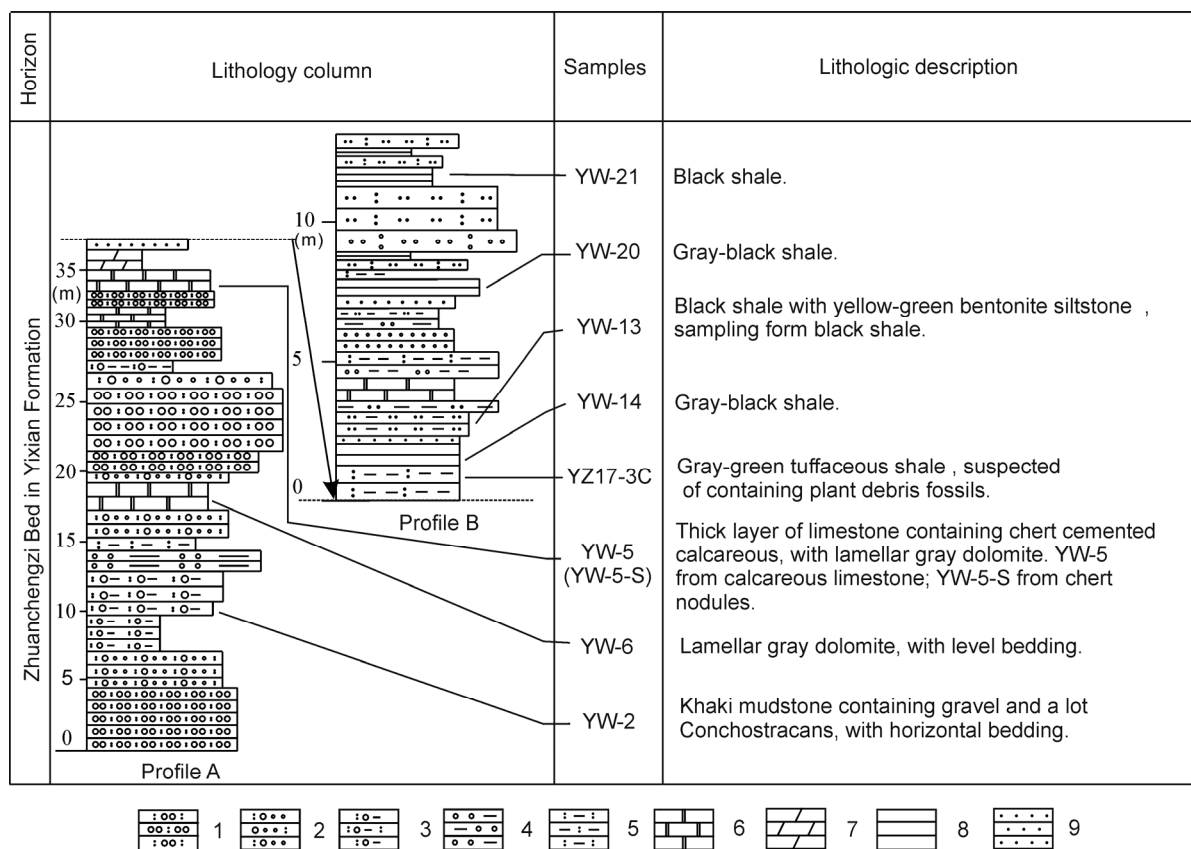 Horizon
Lithology column
Samples
Lithologic description
Zhuanchengzi Bed in Yixian Formation
35
(m)
30
25
20
15
10
5
0
Profile A
10
(m)
5
0
Profile B
YW-21
Black shale.
YW-20
Gray-black shale.
YW-13
Black shale with yellow-green bentonite siltstone ,
sampling form black shale.
YW-14
Gray-black shale.
YZ17-3C
Gray-green tuffaceous shale , suspected
of containing plant debris fossils.
YW-5
(YW-5-S)
Thick layer of limestone containing chert cemented
calcareous, with lamellar gray dolomite. YW-5
from calcareous limestone; YW-5-S from chert
nodules.
YW-6
Lamellar gray dolomite, with level bedding.
YW-2
Khaki mudstone containing gravel and a lot
Conchostracans, with horizontal bedding.
1 2 3 4 5 6 7 8 9